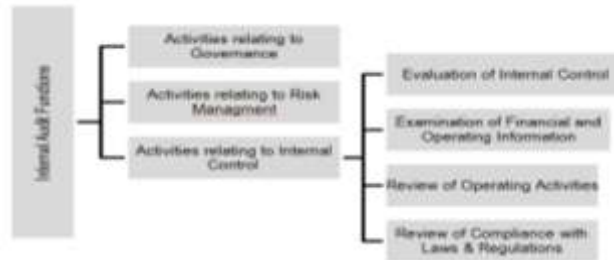 Internal Audit Functions
Activities relating to
Governance
Activities relating to Risk
Managment
Activities relating to Internal
Control
Evaluation of Internal Control
Examination of Financial and
Operating Information
Review of Operating Activities
Review of Compliance with
Laws & Regulations